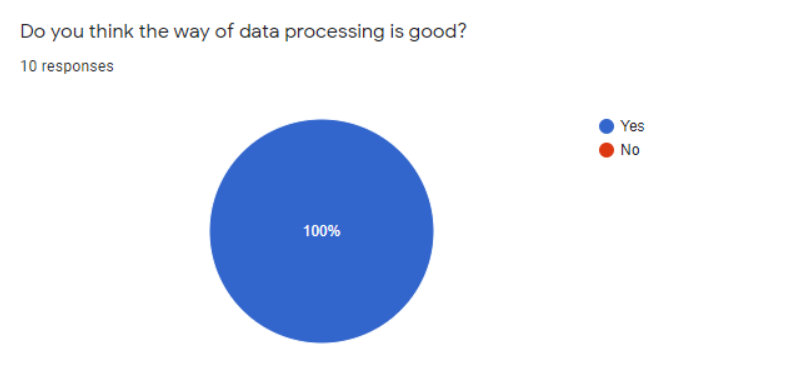 Do you think the way of data processing is good?
10 responses
Yes
No
100%